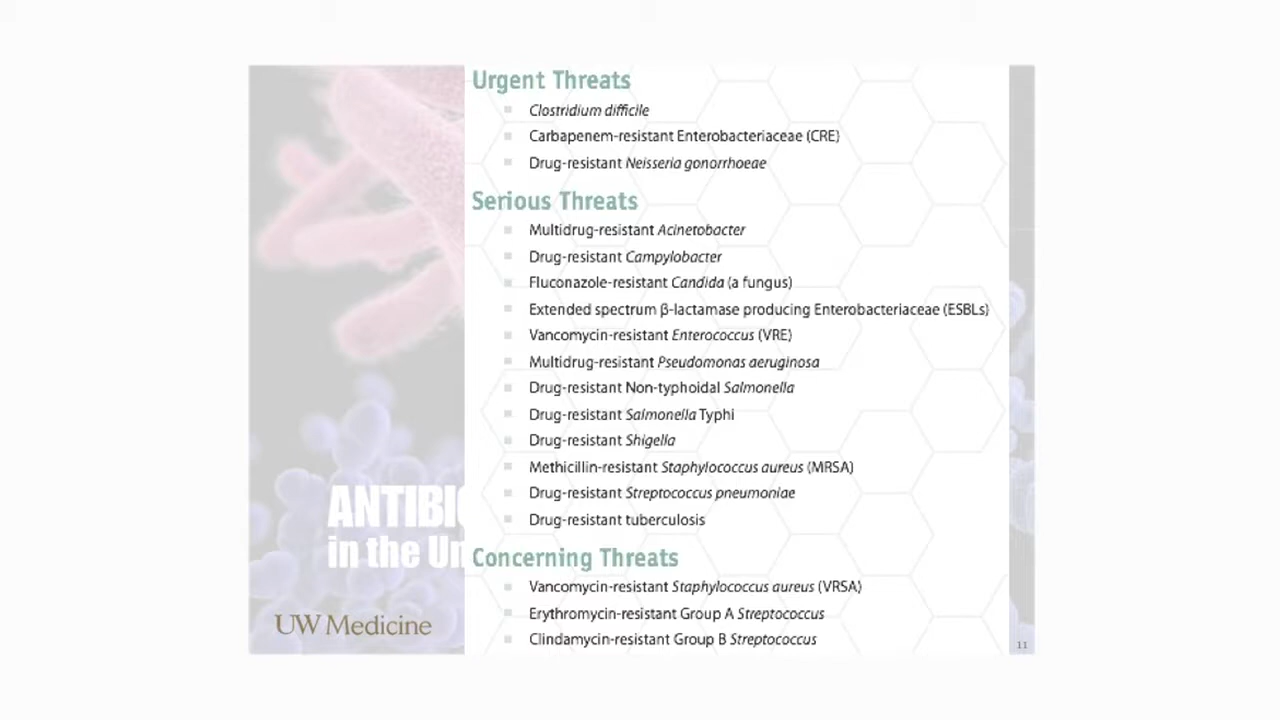 Urgent Threats
Clostridium difficile
Carbapenem-resistant Enterobacteriaceae (CRE)
Drug-resistant Neisseria gonorrhoeae
Serious Threats
Multidrug-resistant Acinetobacter
Drug-resistant Campylobacter
Fluconazole-resistant Candida (a fungus)
Extended spectrum β-lactamase producing Enterobacteriaceae (ESBLs)
Vancomycin-resistant Enterococcus (VRE)
Multidrug-resistant Pseudomonas aeruginosa
Drug-resistant Non-typhoidal Salmonella
Drug-resistant Salmonella Typhi
Drug-resistant Shigella
Methicillin-resistant Staphylococcus aureus (MRSA)
Drug-resistant Streptococcus pneumoniae
Drug-resistant tuberculosis
Concerning Threats
Vancomycin-resistant Staphylococcus aureus (VRSA)
Erythromycin-resistant Group A Streptococcus
Clindamycin-resistant Group B Streptococcus
ANTIBI
in the Un
UW Medicine
11